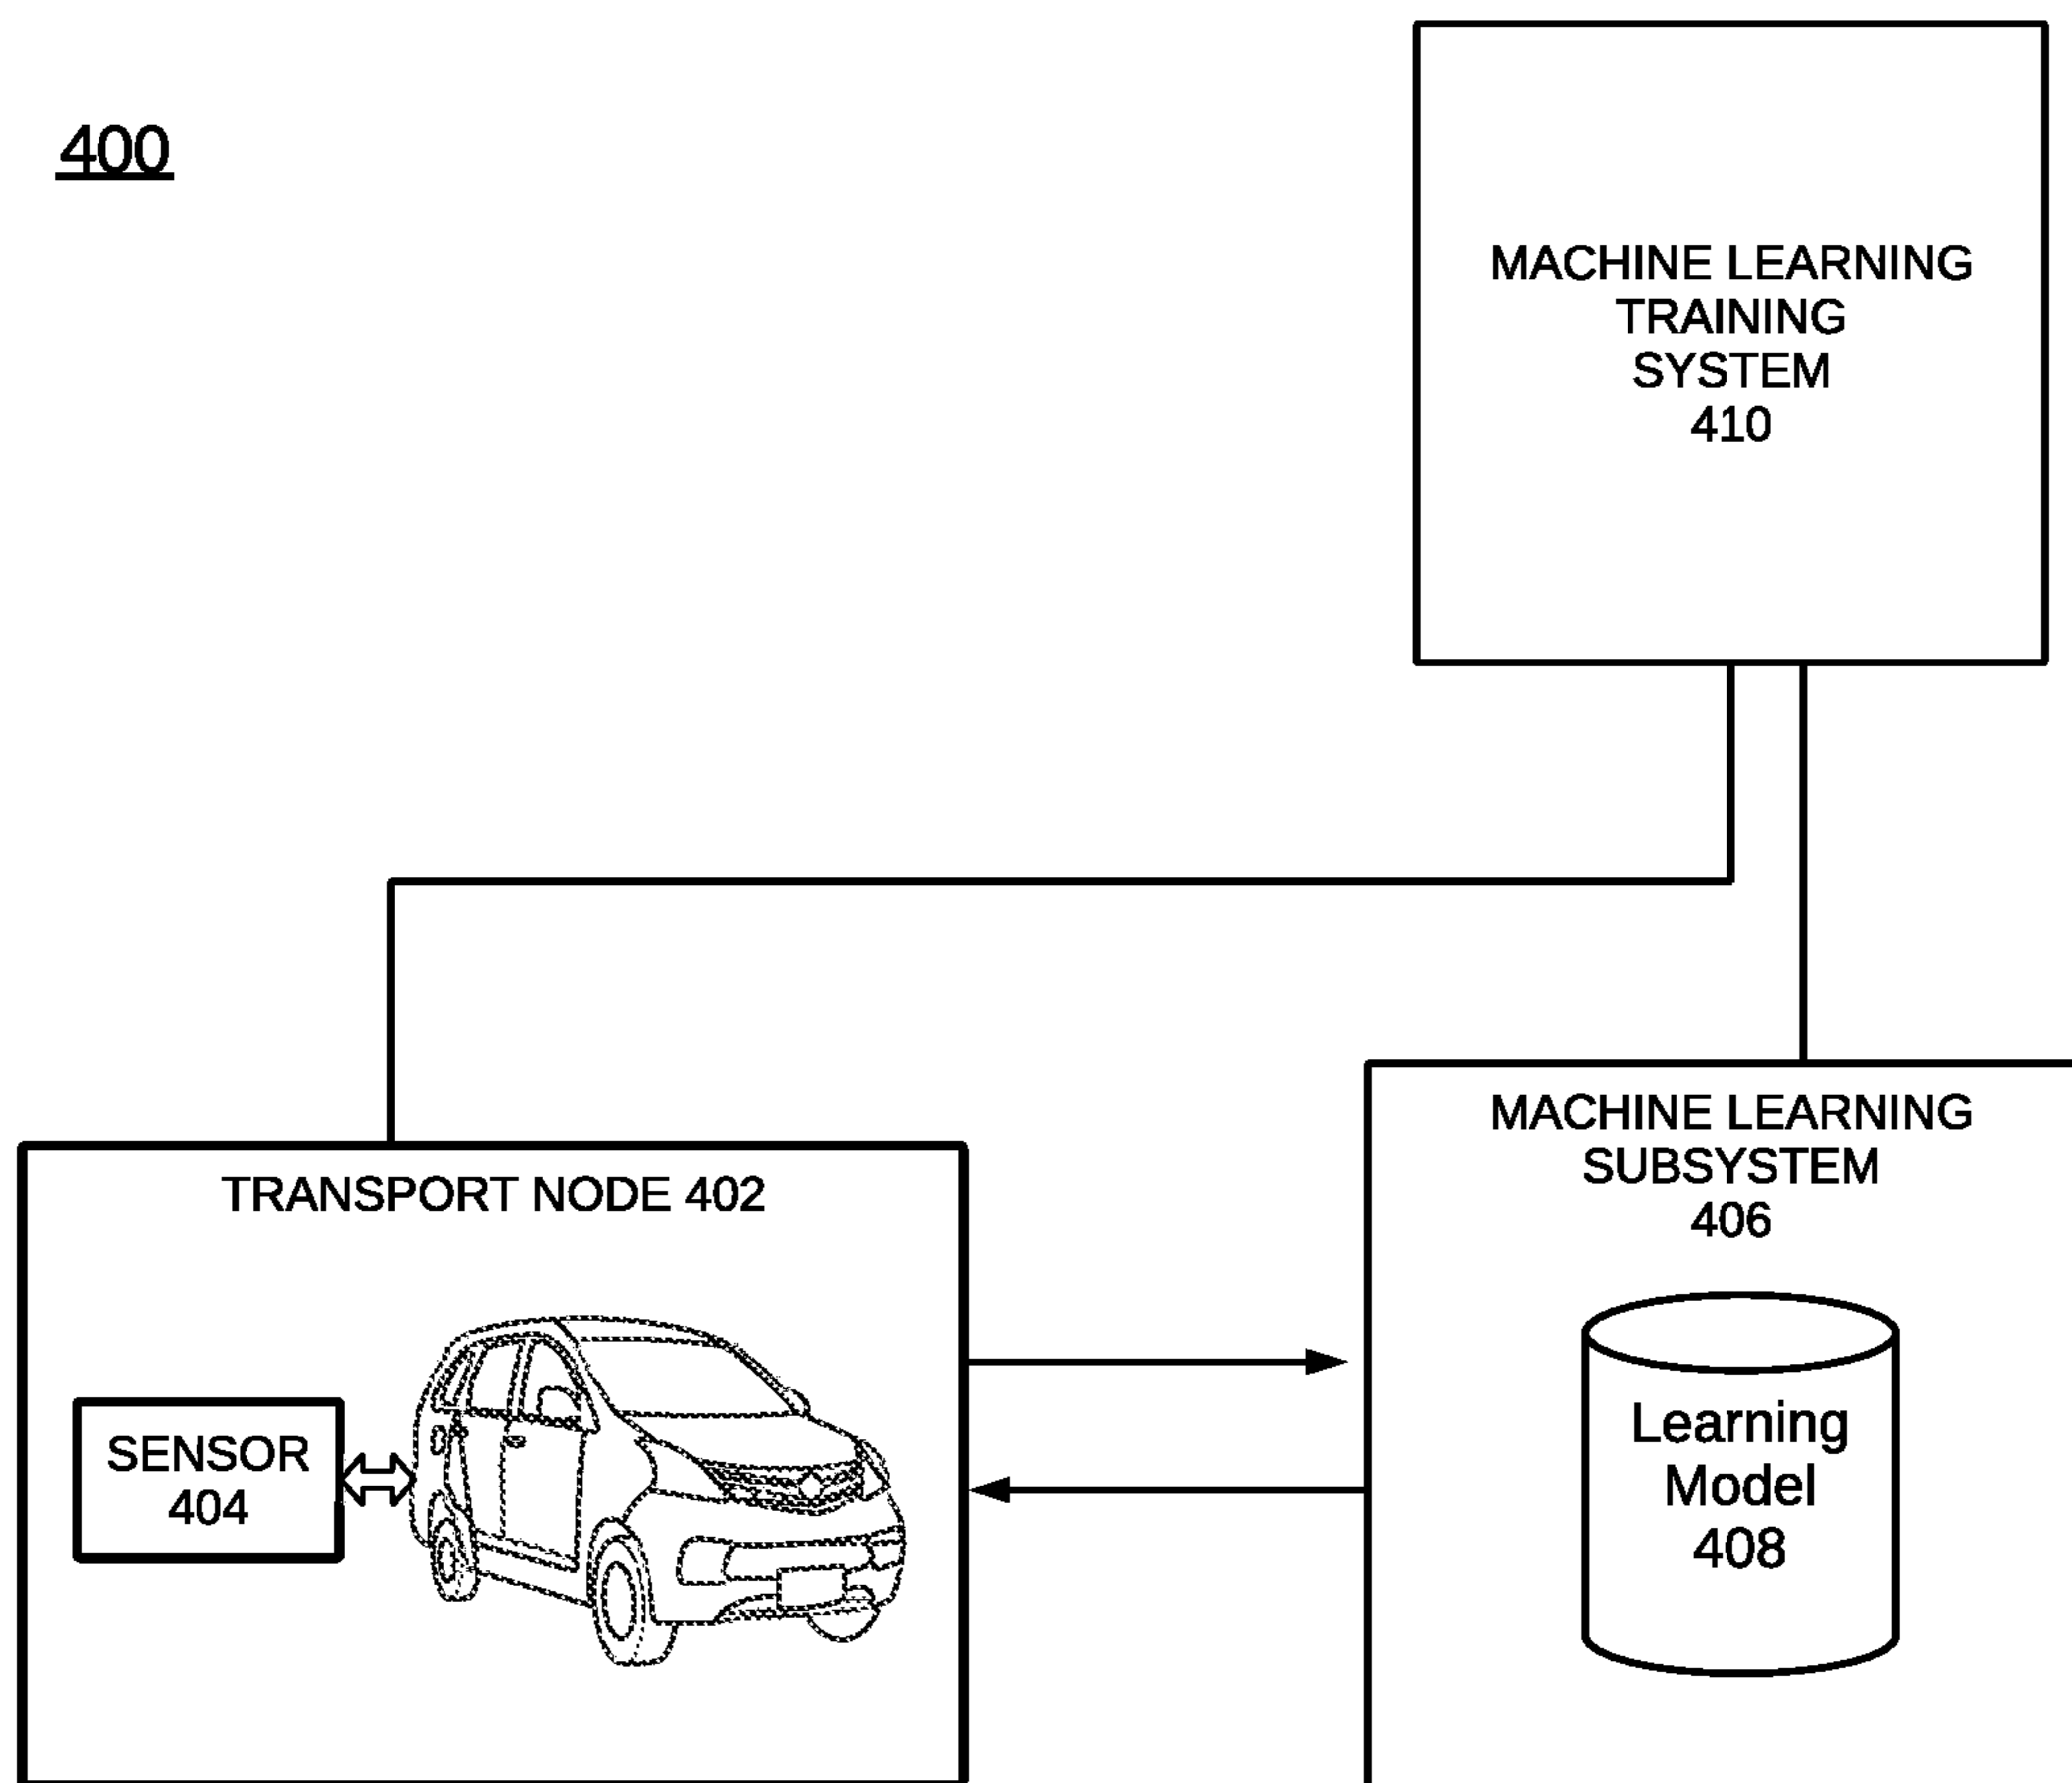 400
MACHINE LEARNING
TRAINING
SYSTEM
410
TRANSPORT NODE 402
SENSOR
404
MACHINE LEARNING
SUBSYSTEM
406
Learning
Model
408